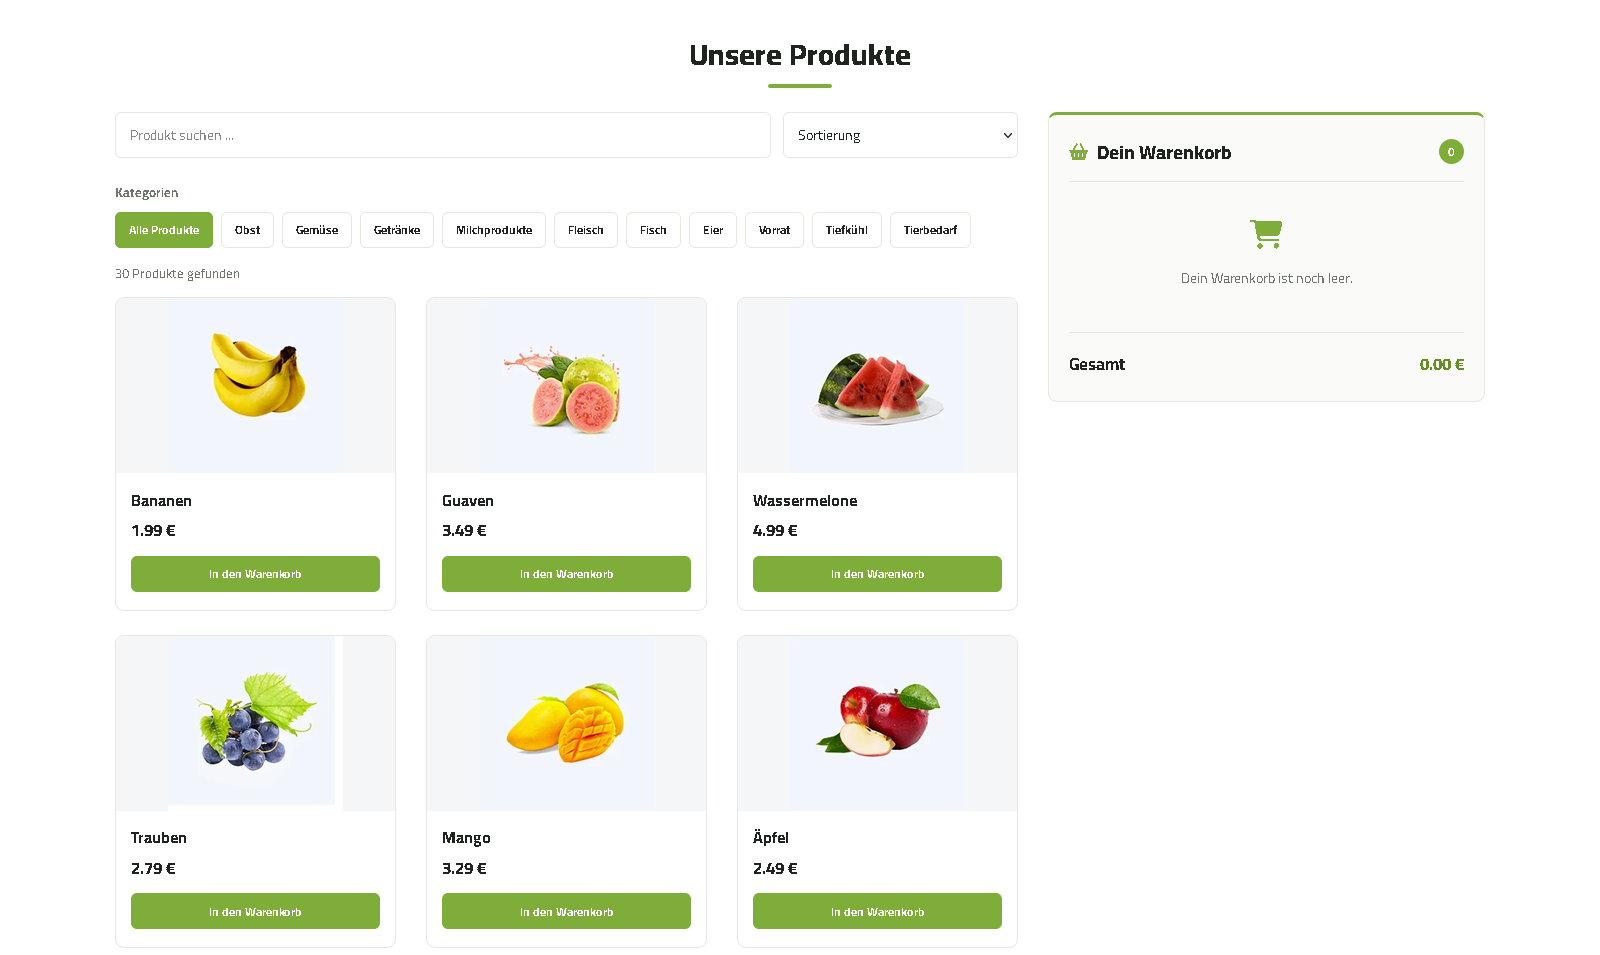 Unsere Produkte
Produkt suchen ...
Sortierung
Kategorien
Alle Produkte Obst Gemüse Getränke Milchprodukte Fleisch Fisch Eier Vorrat Tiefkühl Tierbedarf
30 Produkte gefunden
Bananen
1.99 €
In den Warenkorb
Guaven
3.49 €
In den Warenkorb
Wassermelone
4.99 €
In den Warenkorb
Trauben
2.79 €
In den Warenkorb
Mango
3.29 €
In den Warenkorb
Äpfel
2.49 €
In den Warenkorb
Dein Warenkorb 0
Dein Warenkorb ist noch leer.
Gesamt 0.00 €